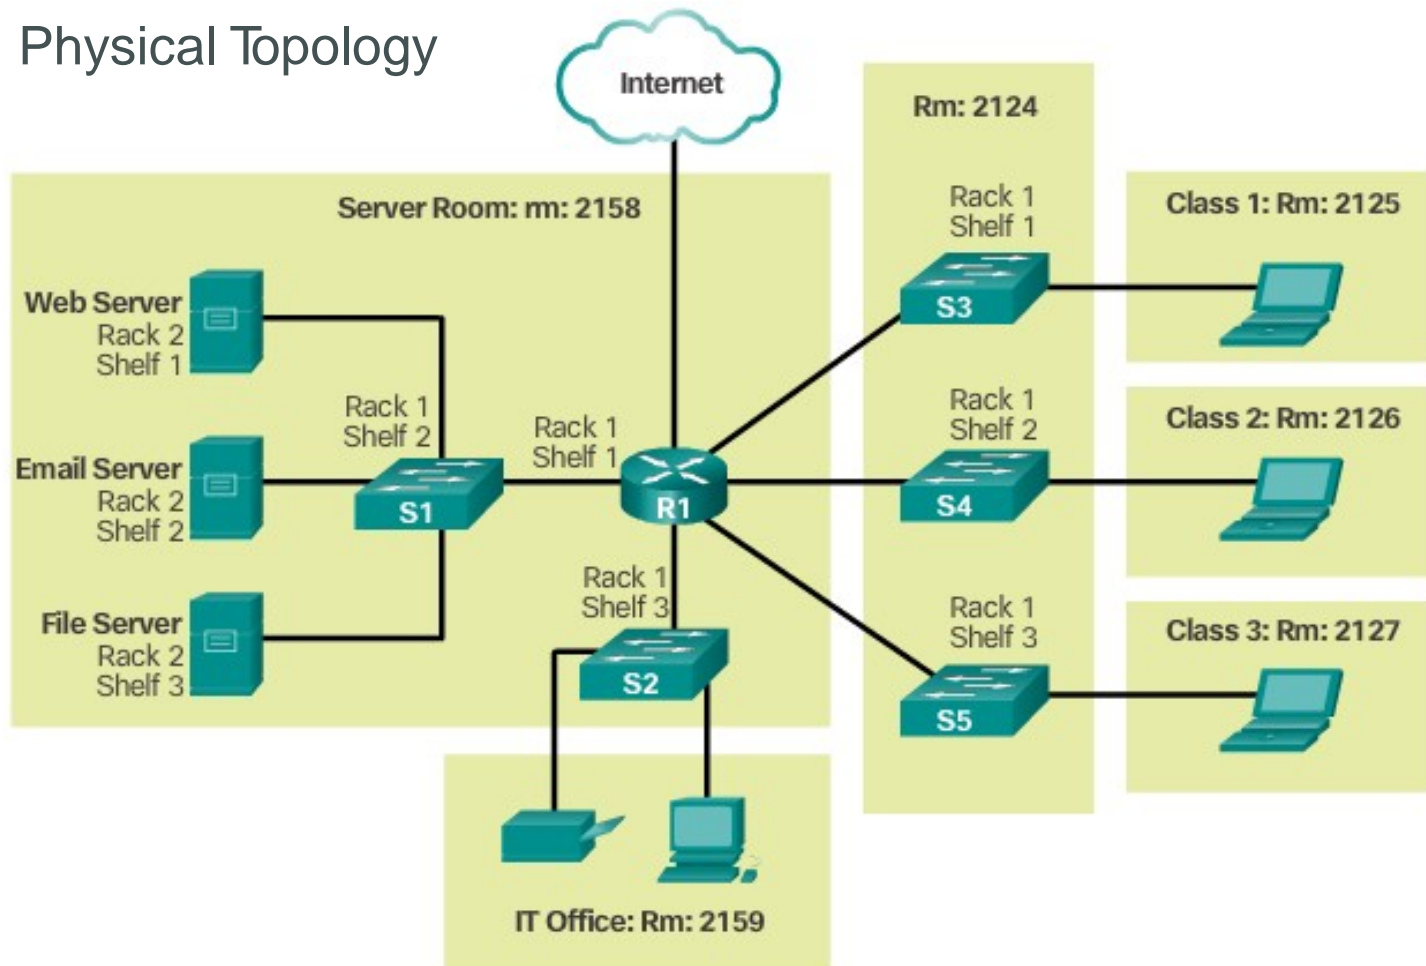 Physical Topology
Internet
Server Room: rm: 2158
Web Server
Rack 2
Shelf 1
Email Server
Rack 2
Shelf 2
File Server
Rack 2
Shelf 3
Rack 1
Shelf 2
S1
Rack 1
Shelf 1
R1
Rack 1
Shelf 3
S2
IT Office: Rm: 2159
Rm: 2124
Rack 1
Shelf 1
S3
Rack 1
Shelf 2
S4
Rack 1
Shelf 3
S5
Class 1: Rm: 2125
Class 2: Rm: 2126
Class 3: Rm: 2127